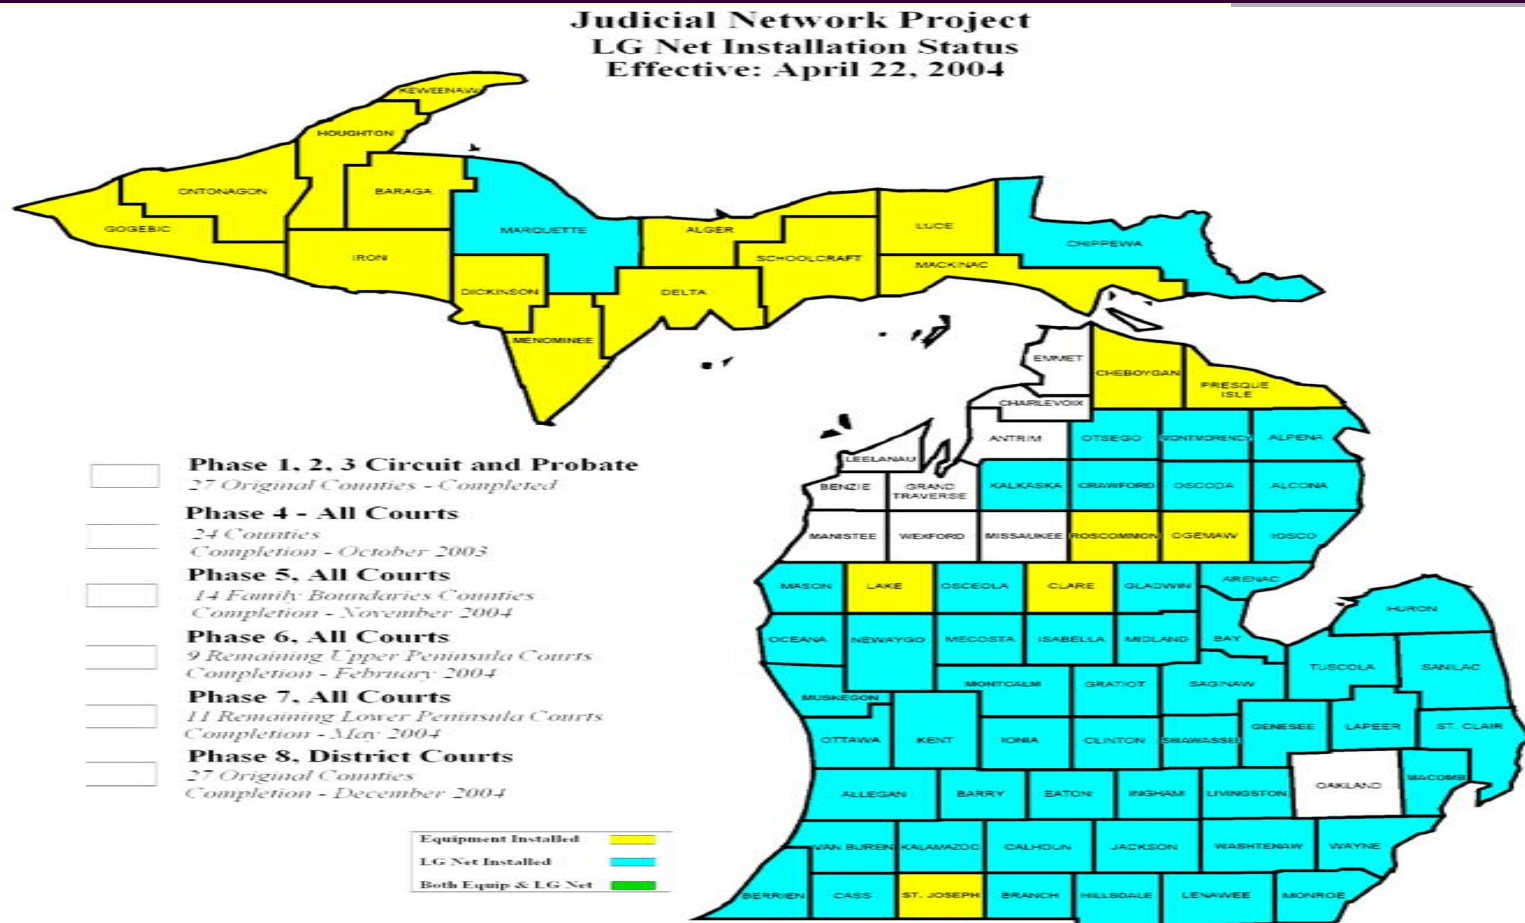 Judicial Network Project
LG Net Installation Status
Effective: April 22, 2004
KEWEENAW
HOUGHTON
ONTONAGON
BARAGA
GOGEBIC
MARQUETTE
ALGER
LUCE
CHIPPEWA
IRON
SCHOOLCRAFT
MACKINAC
DICKINSON
DELTA
MENOMINEE
EMMET
CHEBOYGAN
PRESQUE
ISLE
CHARLEVOIX
ANTRIM
OTSEGO
MONTMORENCY
ALPENA
LEELANAU
BENZIE
GRAND
TRAVERSE
KALKASKA
CRAWFORD
OSCODA
ALCONA
MANISTEE
WEXFORD
MISSAUKEE
ROSCOMMON
OGEMAW
IOSCO
MASON
LAKE
OSCEOLA
CLARE
GLADWIN
ARENAC
HURON
OCEANA
NEWAYGO
MECOSTA
ISABELLA
MIDLAND
BAY
TUSCOLA
SANILAC
MUSKEGON
MONTCALM
GRATIOT
SAGINAW
OTTAWA
KENT
IONIA
CLINTON
SHIAWASSEE
GENESEE
LAPEER
ST. CLAIR
ALLEGAN
BARRY
EATON
INGHAM
LIVINGSTON
OAKLAND
MACOMB
VAN BUREN
KALAMAZOO
CALHOUN
JACKSON
WASHTENAW
WAYNE
BERRIEN
CASS
ST. JOSEPH
BRANCH
HILLSDALE
LENAWEE
MONROE
Phase 1, 2, 3 Circuit and Probate
27 Original Counties - Completed
Phase 4 - All Courts
24 Counties
Completion - October 2003
Phase 5, All Courts
14 Family Boundaries Counties
Completion - November 2004
Phase 6, All Courts
9 Remaining Upper Peninsula Courts
Completion - February 2004
Phase 7, All Courts
11 Remaining Lower Peninsula Courts
Completion - May 2004
Phase 8, District Courts
27 Original Counties
Completion - December 2004
Equipment Installed
LG Net Installed
Both Equip & LG Net